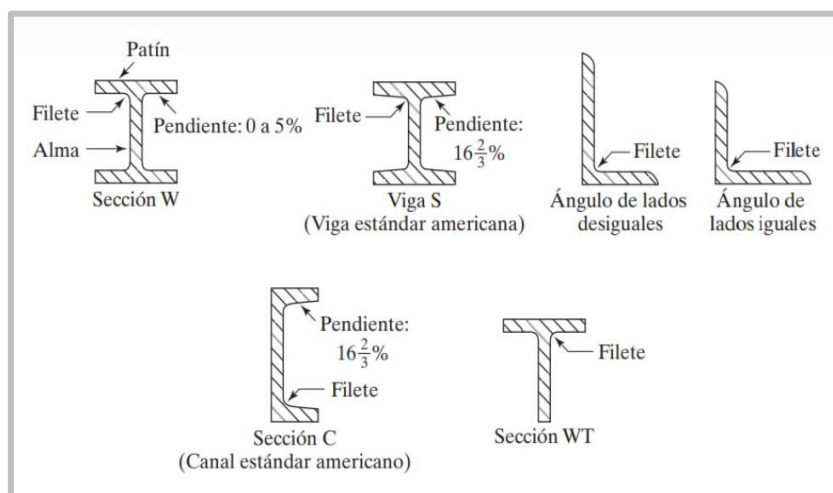 Patín
Filete
Pendiente: 0 a 5%
Alma
Sección W
Filete
Pendiente:
16 2/3%
Viga S
(Viga estándar americana)
Filete
Ángulo de lados
desiguales
Filete
Ángulo de
lados iguales
Pendiente:
16 2/3%
Filete
Sección C
(Canal estándar americano)
Filete
Sección WT